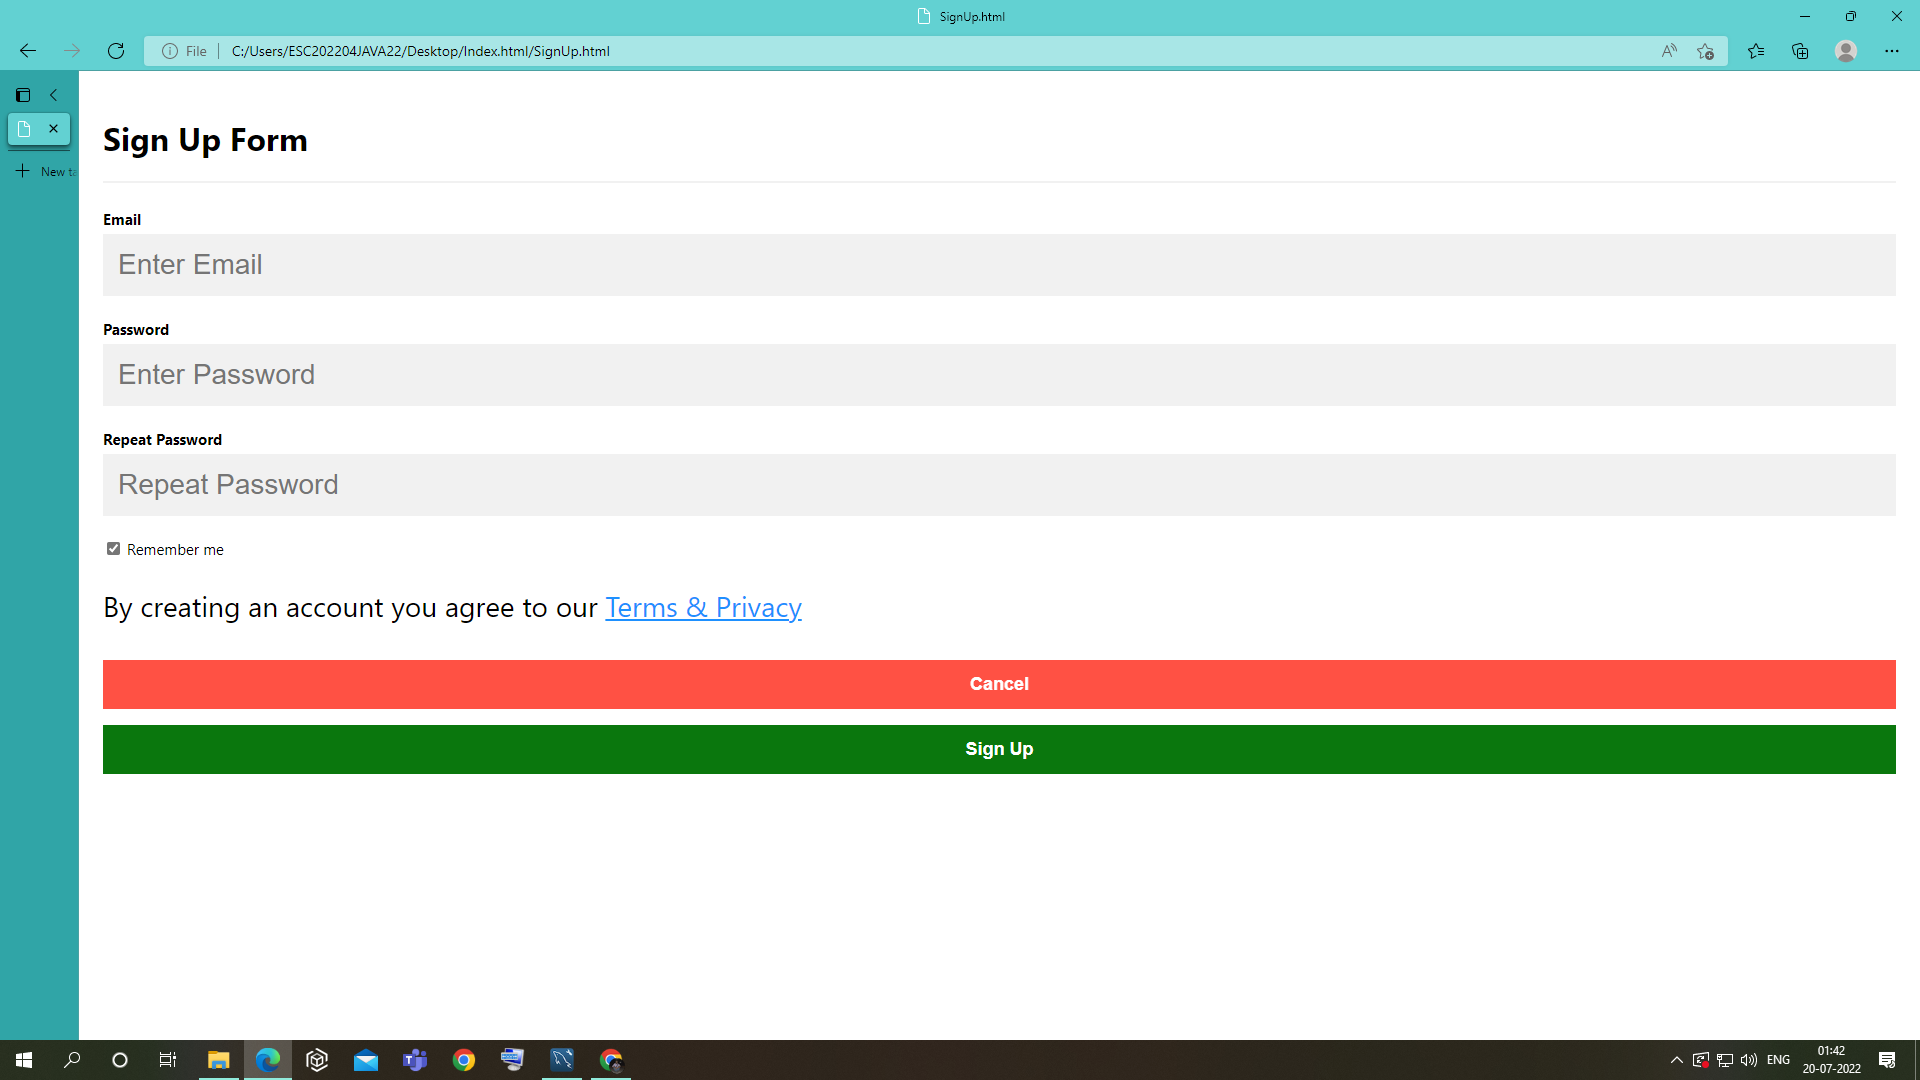 SignUp.html
File
C:/Users/ESC202204JAVA22/Desktop/Index.html/SignUp.html
New ta
Sign Up Form
Email
Enter Email
Password
Enter Password
Repeat Password
Repeat Password
Remember me
By creating an account you agree to our Terms & Privacy
Cancel
Sign Up
ENG
01:42
20-07-2022